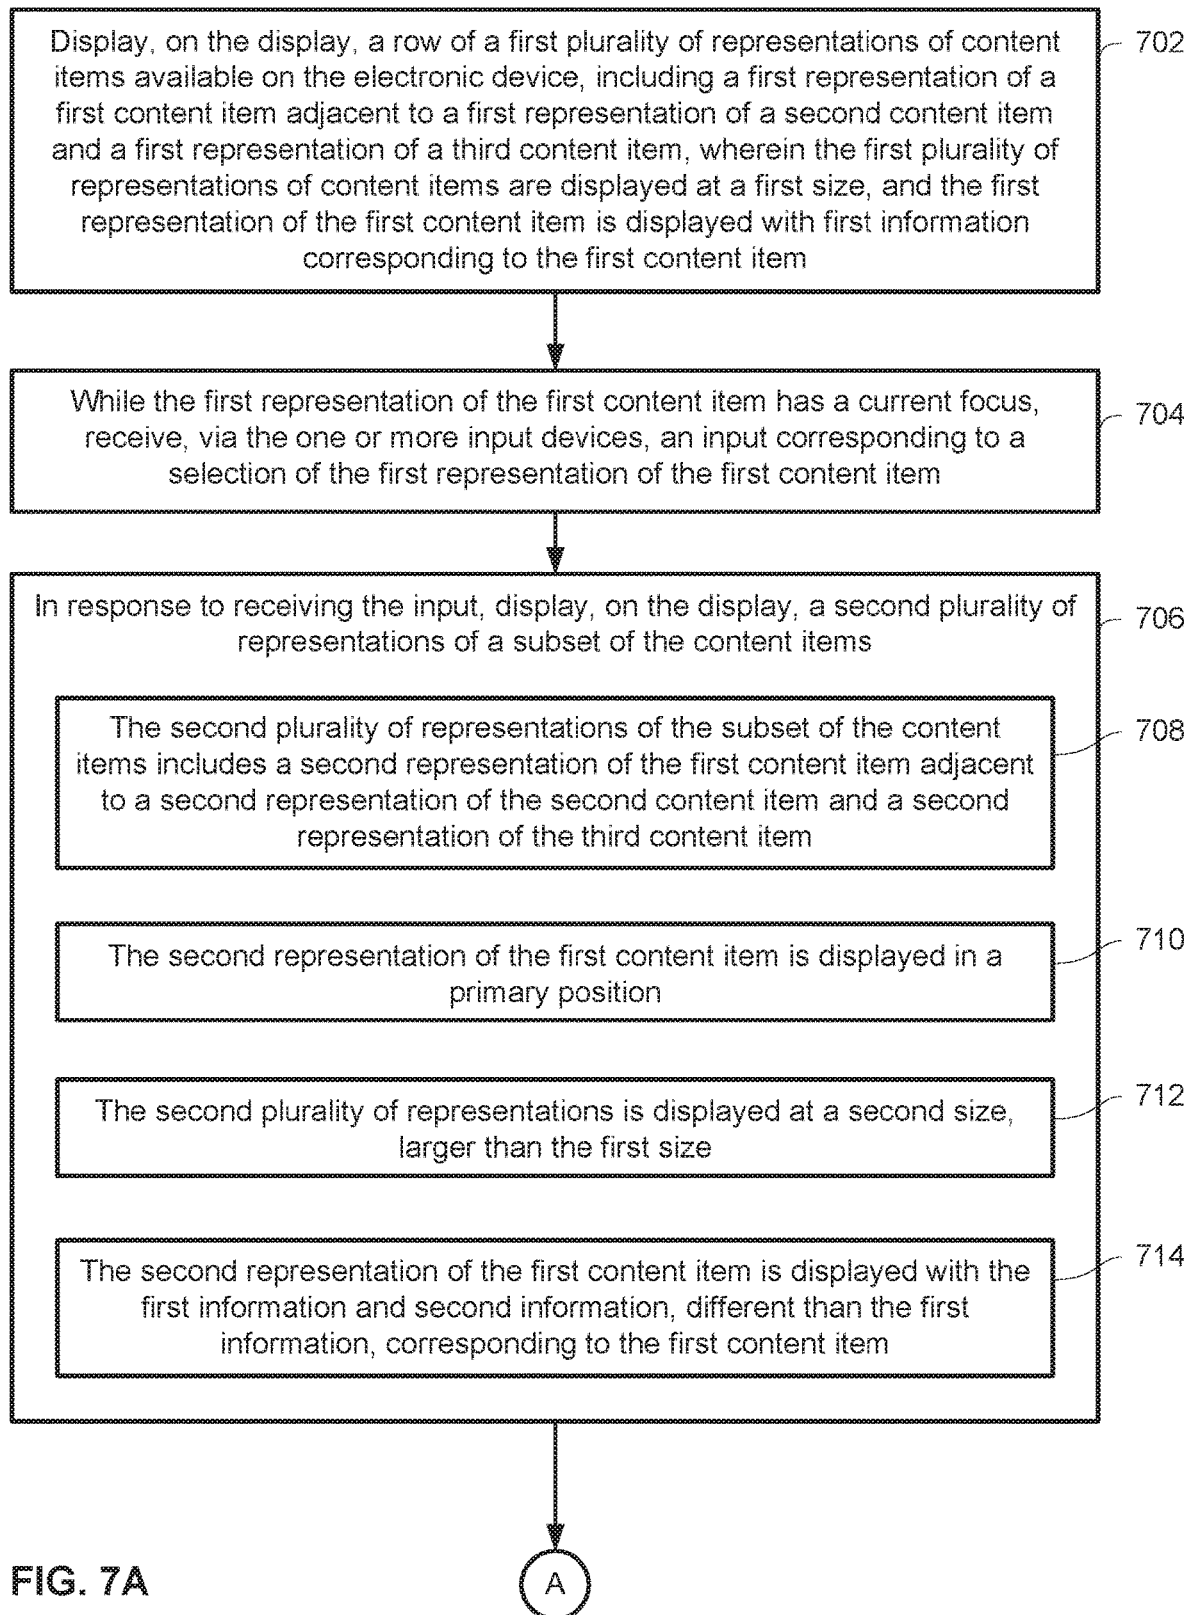 Display, on the display, a row of a first plurality of representations of content
items available on the electronic device, including a first representation of a
first content item adjacent to a first representation of a second content item
and a first representation of a third content item, wherein the first plurality of
representations of content items are displayed at a first size, and the first
representation of the first content item is displayed with first information
corresponding to the first content item
702
While the first representation of the first content item has a current focus,
receive, via the one or more input devices, an input corresponding to a
selection of the first representation of the first content item
704
In response to receiving the input, display, on the display, a second plurality of
representations of a subset of the content items
706
The second plurality of representations of the subset of the content
items includes a second representation of the first content item adjacent
to a second representation of the second content item and a second
representation of the third content item
708
The second representation of the first content item is displayed in a
primary position
710
The second plurality of representations is displayed at a second size,
larger than the first size
712
The second representation of the first content item is displayed with the
first information and second information, different than the first
information, corresponding to the first content item
714
FIG. 7A
A